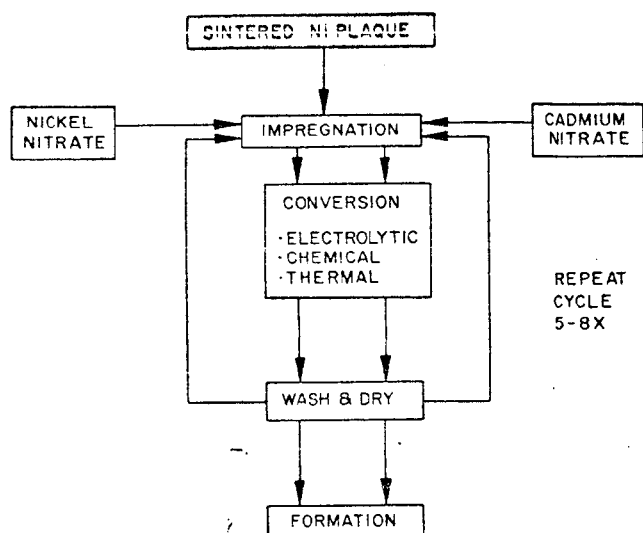 SINTERED NI PLAQUE
NICKEL
NITRATE
IMPREGNATION
CADMIUM
NITRATE
CONVERSION
·ELECTROLYTIC
·CHEMICAL
·THERMAL
REPEAT
CYCLE
5-8X
WASH & DRY
FORMATION